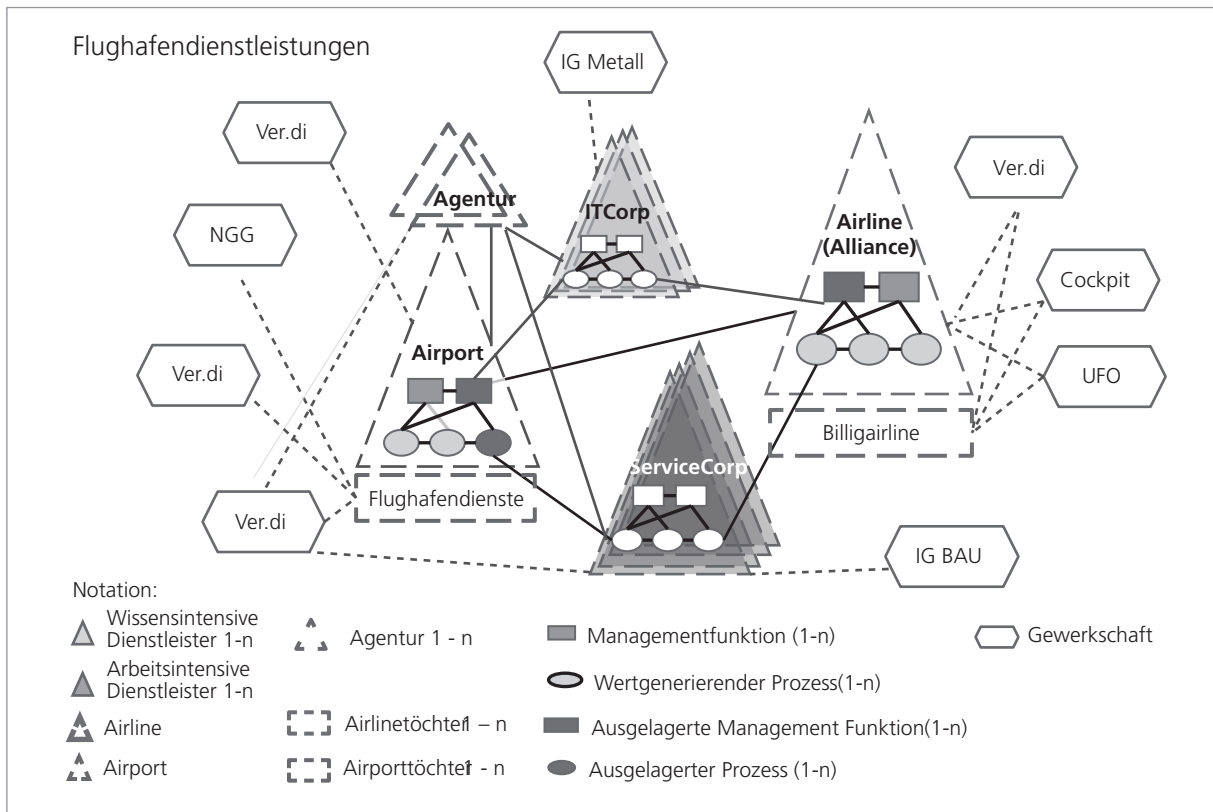 Flughafendienstleistungen
IG Metall
Ver.di
Ver.di
Agentur
ITCorp
Airline
(Alliance)
NGG
Cockpit
Airport
Ver.di
UFO
Billigairline
ServiceCorp
Flughafendienste
Ver.di
IG BAU
Notation:
Wissensintensive
Dienstleister 1-n
Agentur 1 - n
Managementfunktion (1-n)
Gewerkschaft
Arbeitsintensive
Dienstleister 1-n
Wertgenerierender Prozess(1-n)
Airline
Airlinetöchter1 – n
Ausgelagerte Management Funktion(1-n)
Airport
Airporttöchter1 - n
Ausgelagerter Prozess (1-n)